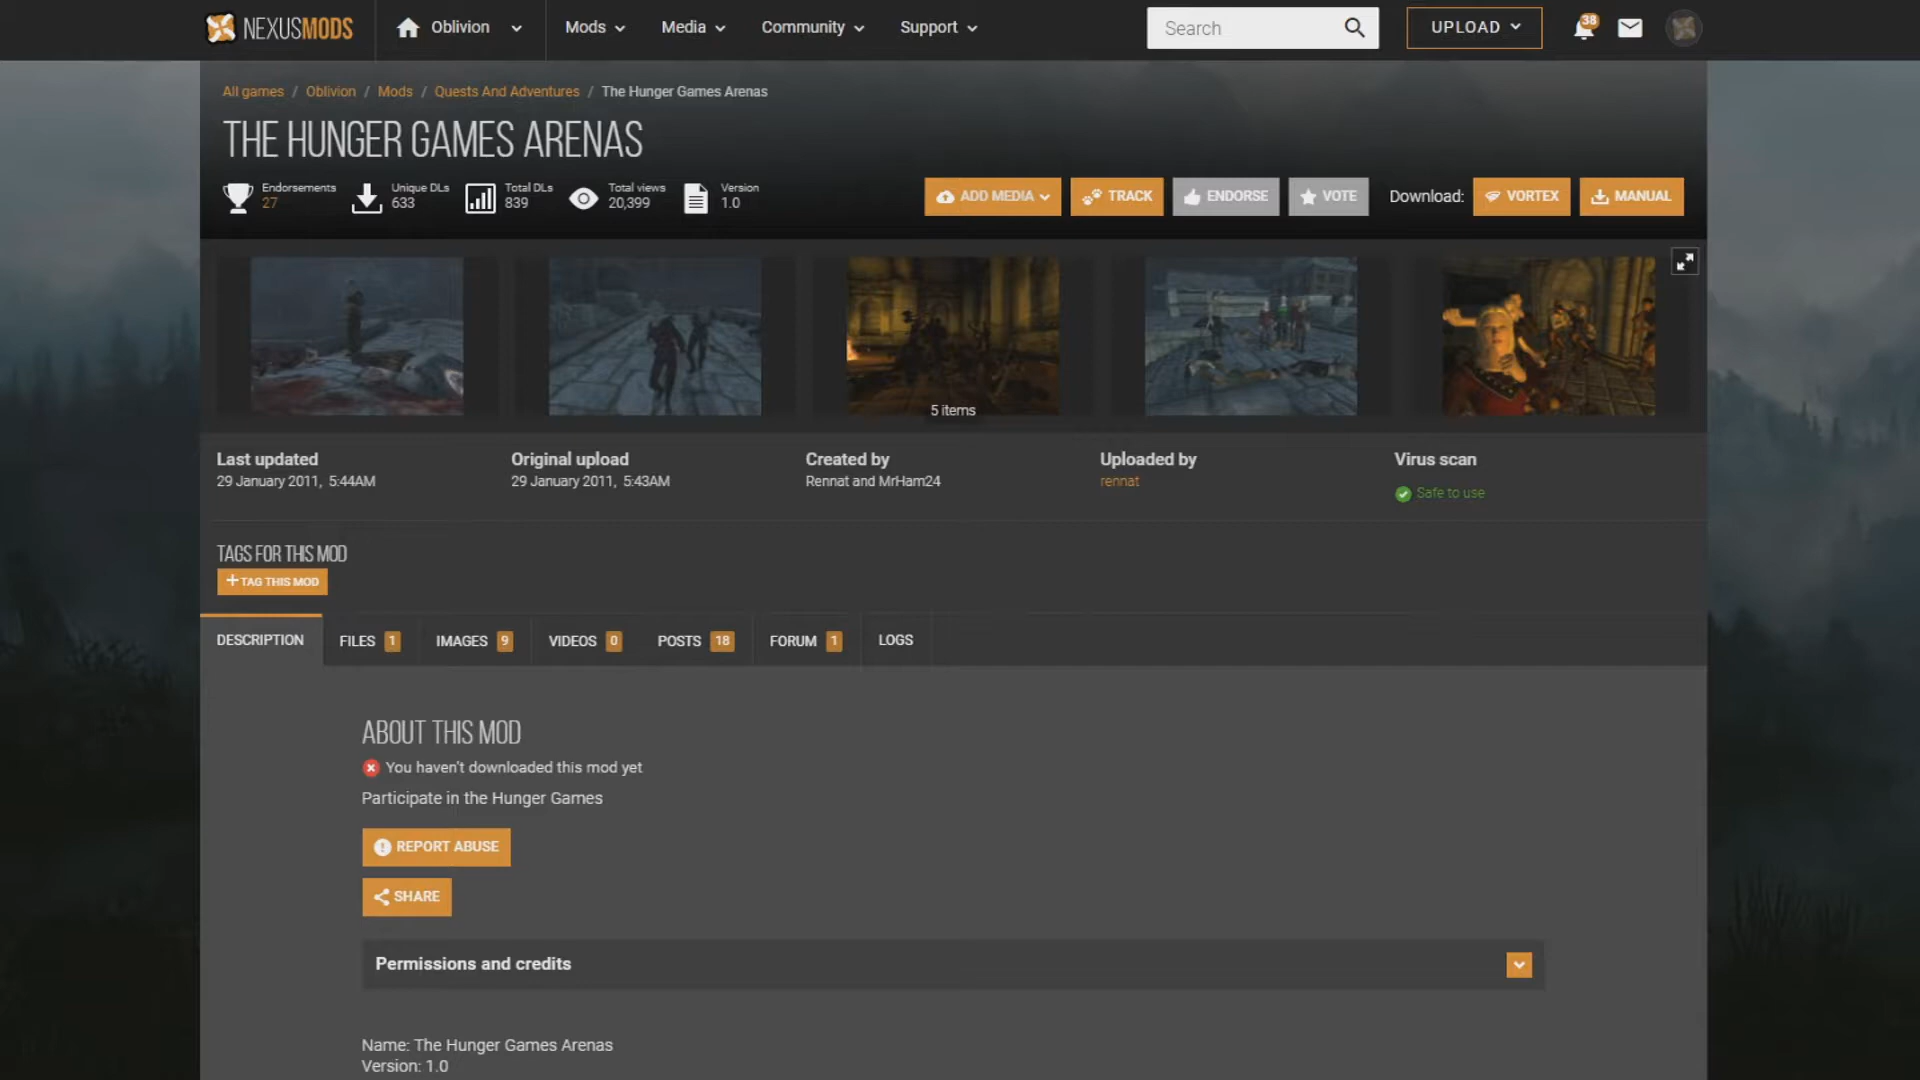 NEXUSMODS
Oblivion
Mods
Media
Community
Support
Search
UPLOAD
38
All games / Oblivion / Mods / Quests And Adventures / The Hunger Games Arenas
THE HUNGER GAMES ARENAS
Endorsements
27
Unique DLs
633
Total DLs
839
Total views
20,399
Version
1.0
ADD MEDIA
TRACK
ENDORSE
VOTE
Download:
VORTEX
MANUAL
5 items
Last updated
29 January 2011, 5:44AM
Original upload
29 January 2011, 5:43AM
Created by
Rennat and MrHam24
Uploaded by
rennat
Virus scan
Safe to use
TAGS FOR THIS MOD
+ TAG THIS MOD
DESCRIPTION
FILES 1
IMAGES 9
VIDEOS 0
POSTS 18
FORUM 1
LOGS
ABOUT THIS MOD
You haven't downloaded this mod yet
Participate in the Hunger Games
REPORT ABUSE
SHARE
Permissions and credits
Name: The Hunger Games Arenas
Version: 1.0